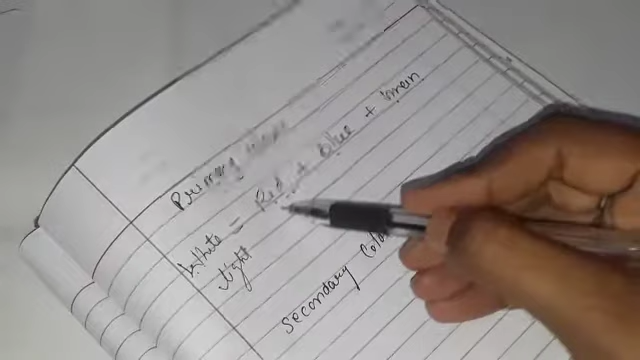 Primary
White = Red + Blue + Green
light
Secondary